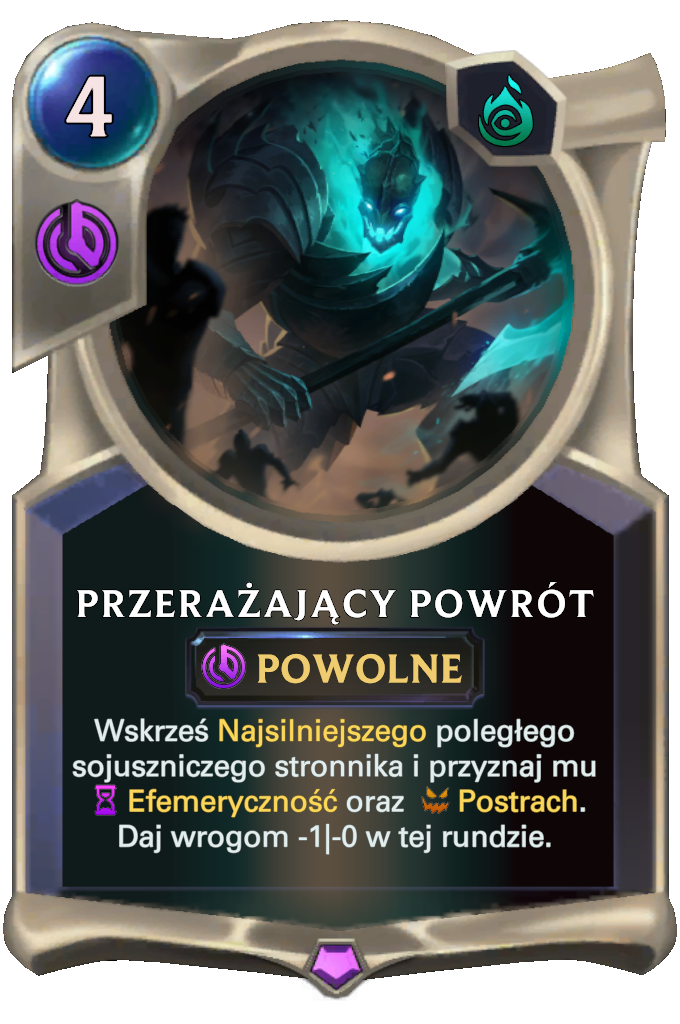 4
PRZERAŻAJĄCY POWRÓT
POWOLNE
Wskrześ Najsilniejszego poległego
sojuszniczego stronnika i przyznaj mu
Efemeryczność oraz Postrach.
Daj wrogom -1|-0 w tej rundzie.